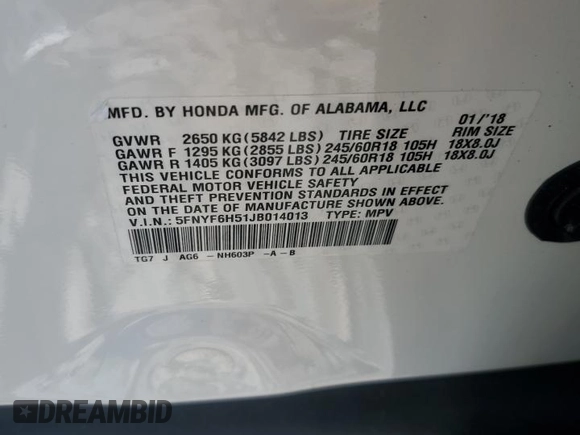 MFD. BY HONDA MFG. OF ALABAMA, LLC 01/'18
GVWR 2650 KG (5842 LBS) TIRE SIZE RIM SIZE
GAWR F 1295 KG (2855 LBS) 245/60R18 105H 18X8.0J
GAWR R 1405 KG (3097 LBS) 245/60R18 105H 18X8.0J
THIS VEHICLE CONFORMS TO ALL APPLICABLE
FEDERAL MOTOR VEHICLE SAFETY
AND THEFT PREVENTION STANDARDS IN EFFECT
ON THE DATE OF MANUFACTURE SHOWN ABOVE.
V.I.N.: 5FNYF6H51JB014013 TYPE: MPV
TG7 J AG6 -NH603P -A-B
DREAMBID